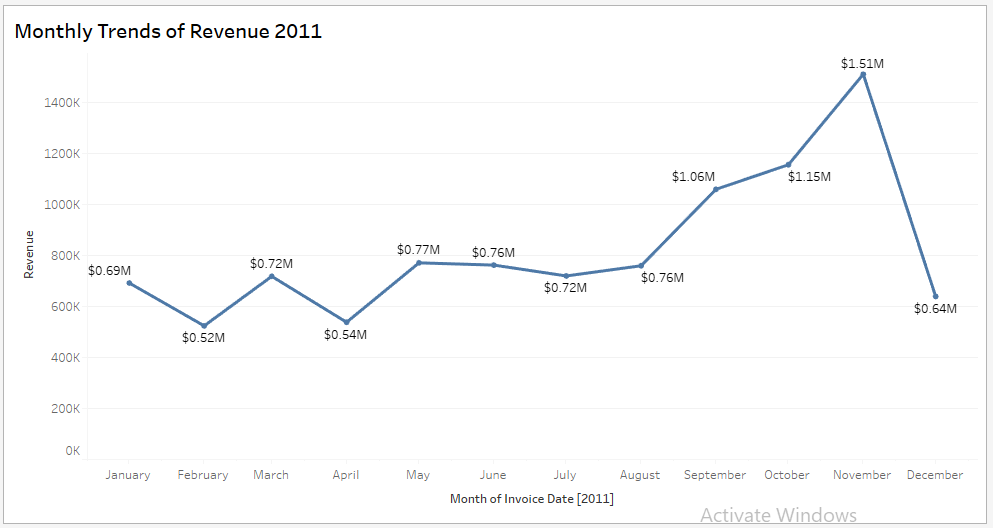 Monthly Trends of Revenue 2011
$1.51M
1400K
1200K
$1.06M
$1.15M
1000K
Revenue
800K
$0.69M
$0.72M
$0.77M
$0.76M
$0.72M
$0.76M
600K
$0.52M
$0.54M
$0.64M
400K
200K
0K
January February March April May June July August September October November December
Month of Invoice Date [2011]
Activate Windows